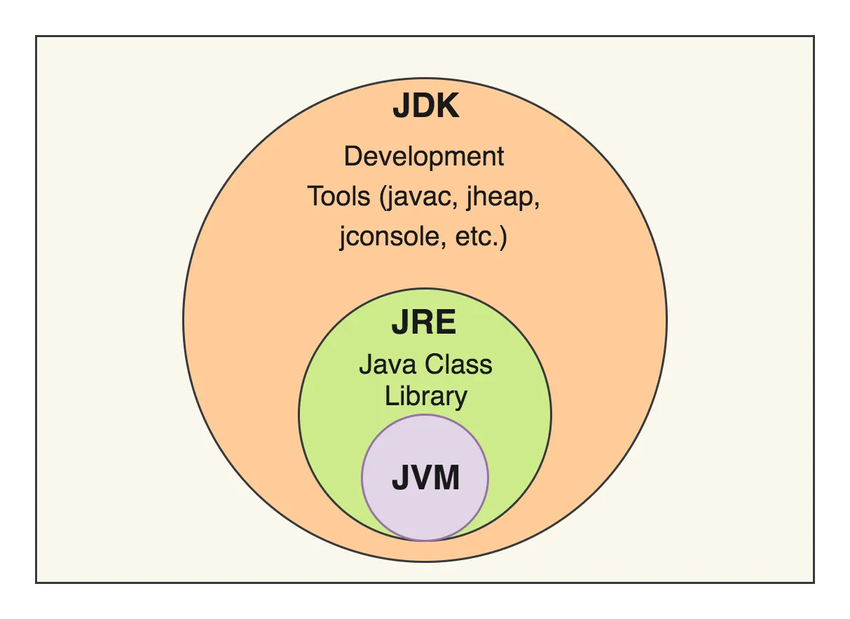 JDK
Development
Tools (javac, jheap,
jconsole, etc.)
JRE
Java Class
Library
JVM